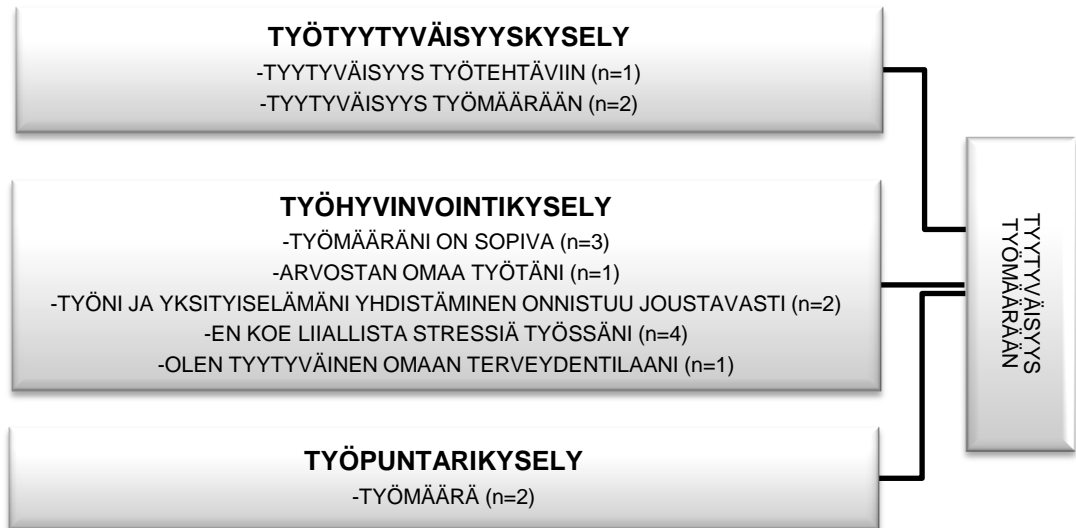 TYÖTYYTYVÄISYYSKYSELY
-TYYTYVÄISYYS TYÖTEHTÄVIIN (n=1)
-TYYTYVÄISYYS TYÖMÄÄRÄÄN (n=2)
TYÖHYVINVOINTIKYSELY
-TYÖMÄÄRÄNI ON SOPIVA (n=3)
-ARVOSTAN OMAA TYÖTÄNI (n=1)
-TYÖNI JA YKSITYISELÄMÄNI YHDISTÄMINEN ONNISTUU JOUSTAVASTI (n=2)
-EN KOE LIIALLISTA STRESSIÄ TYÖSSÄNI (n=4)
-OLEN TYYTYVÄINEN OMAAN TERVEYDENTILAANI (n=1)
TYÖPUNTARIKYSELY
-TYÖMÄÄRÄ (n=2)
TYYTYVÄISYYS
TYÖMÄÄRÄÄN